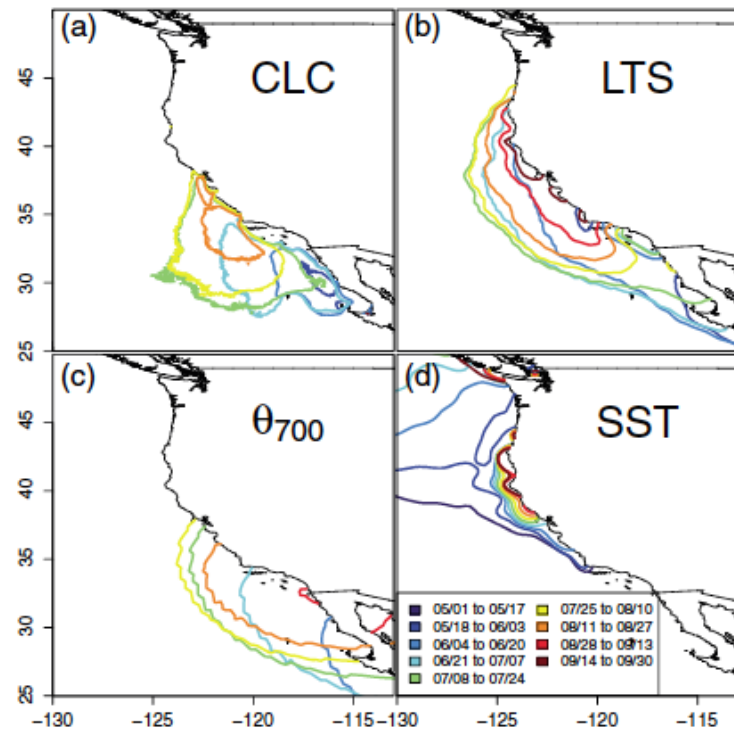 (a)
CLC
(b)
LTS
45
40
35
30
25
(c)
θ700
(d)
SST
45
40
35
30
25
05/01 to 05/17
05/18 to 06/03
06/04 to 06/20
06/21 to 07/07
07/08 to 07/24
07/25 to 08/10
08/11 to 08/27
08/28 to 09/13
09/14 to 09/30
−130 −125 −120 −115 −130 −125 −120 −115